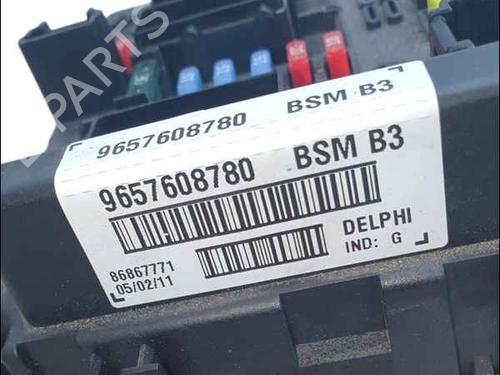 9657608780 BSM B3
9657608780 BSM B3
86867771
05/02/11
DELPHI
IND: G
PARTS